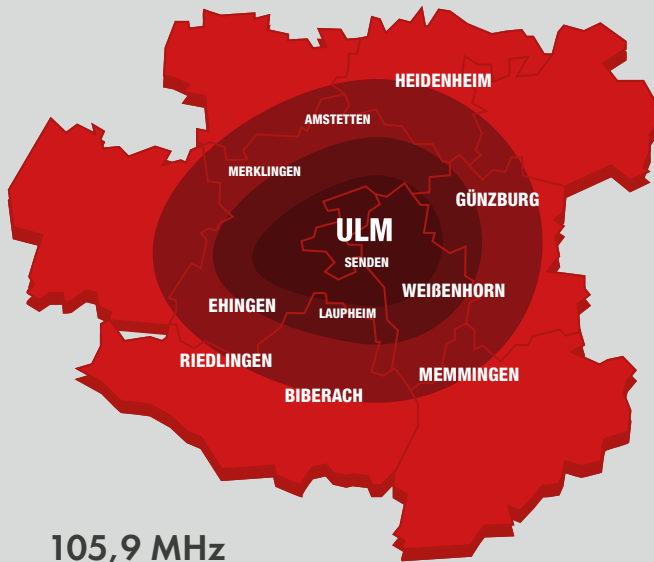 HEIDENHEIM
AMSTETTEN
MERKLINGEN
GÜNZBURG
ULM
SENDEN
WEIßENHORN
EHINGEN
LAUPHEIM
RIEDLINGEN
MEMMINGEN
BIBERACH
105,9 MHz